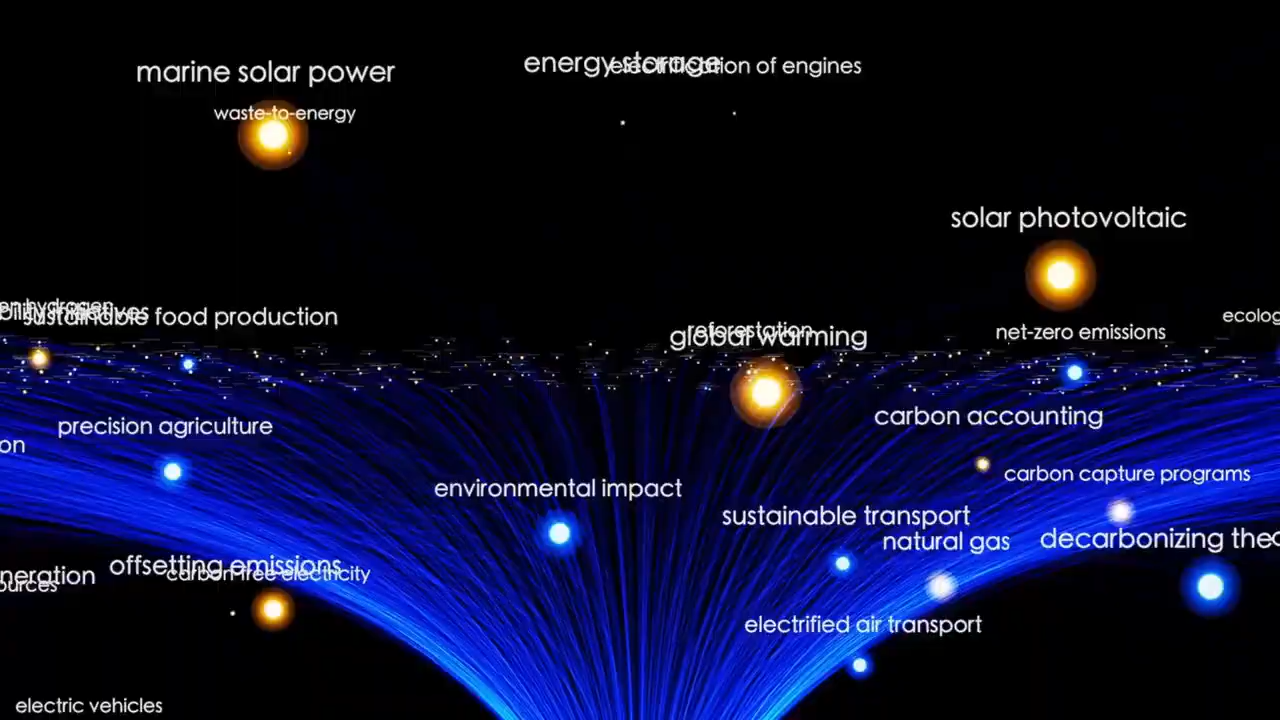 marine solar power
energy storage
electrification of engines
waste-to-energy
solar photovoltaic
sustainable food production
reforestation
global warming
net-zero emissions
carbon accounting
precision agriculture
carbon capture programs
environmental impact
sustainable transport
natural gas
decarbonizing the
offsetting emissions
carbon free electricity
electrified air transport
electric vehicles